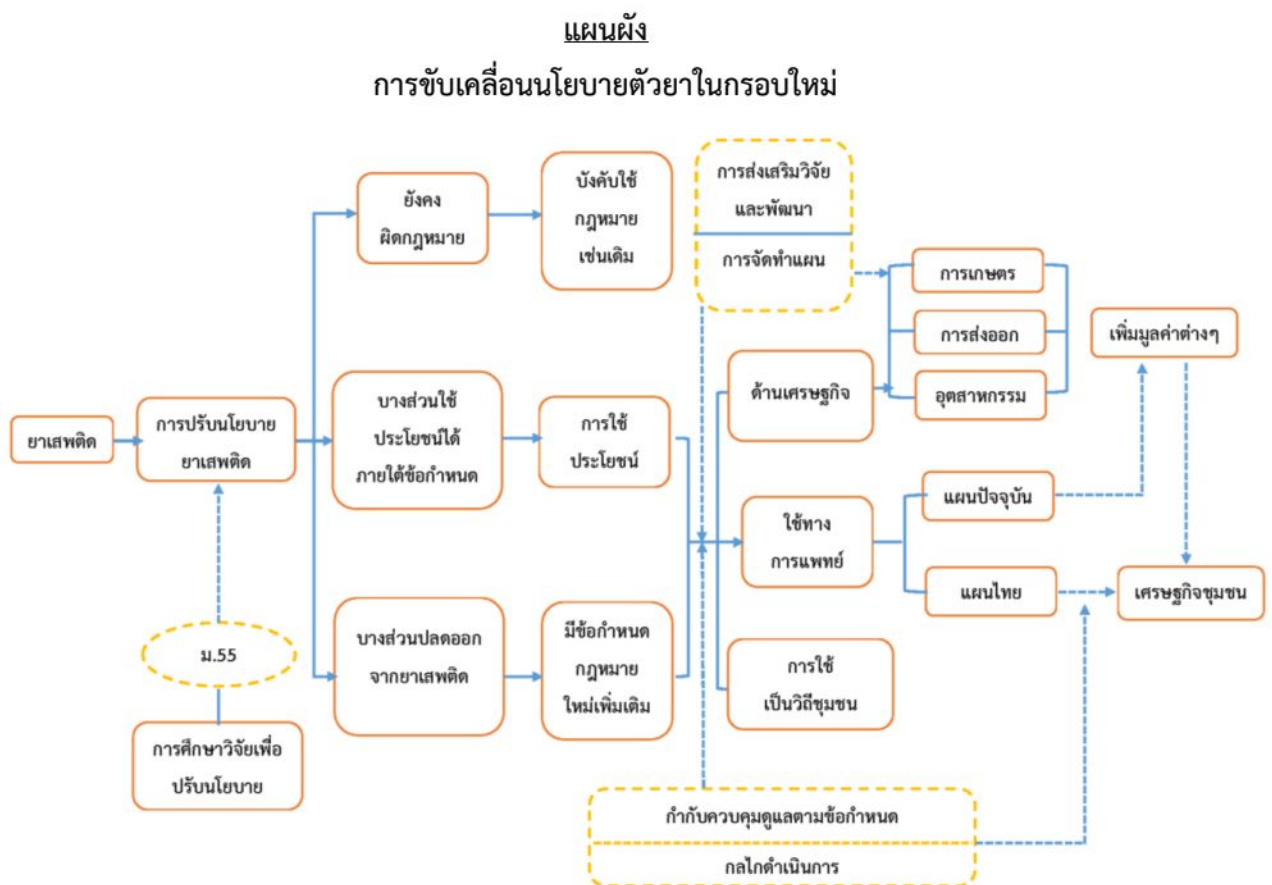 แผนผัง
การขับเคลื่อนนโยบายตัวยาในกรอบใหม่
ยาเสพติด
การปรับนโยบาย
ยาเสพติด
ม.55
การศึกษาวิจัยเพื่อ
ปรับนโยบาย
ยังคง
ผิดกฎหมาย
บังคับใช้
กฎหมาย
เช่นเดิม
บางส่วนใช้
ประโยชน์ได้
ภายใต้ข้อกำหนด
การใช้
ประโยชน์
บางส่วนปลดออก
จากยาเสพติด
มีข้อกำหนด
กฎหมาย
ใหม่เพิ่มเติม
การส่งเสริมวิจัย
และพัฒนา
การจัดทำแผน
ด้านเศรษฐกิจ
การเกษตร
การส่งออก
อุตสาหกรรม
ใช้ทาง
การแพทย์
แผนปัจจุบัน
แผนไทย
เพิ่มมูลค่าต่างๆ
เศรษฐกิจชุมชน
การใช้
เป็นวิถีชุมชน
กำกับควบคุมดูแลตามข้อกำหนด
กลไกดำเนินการ